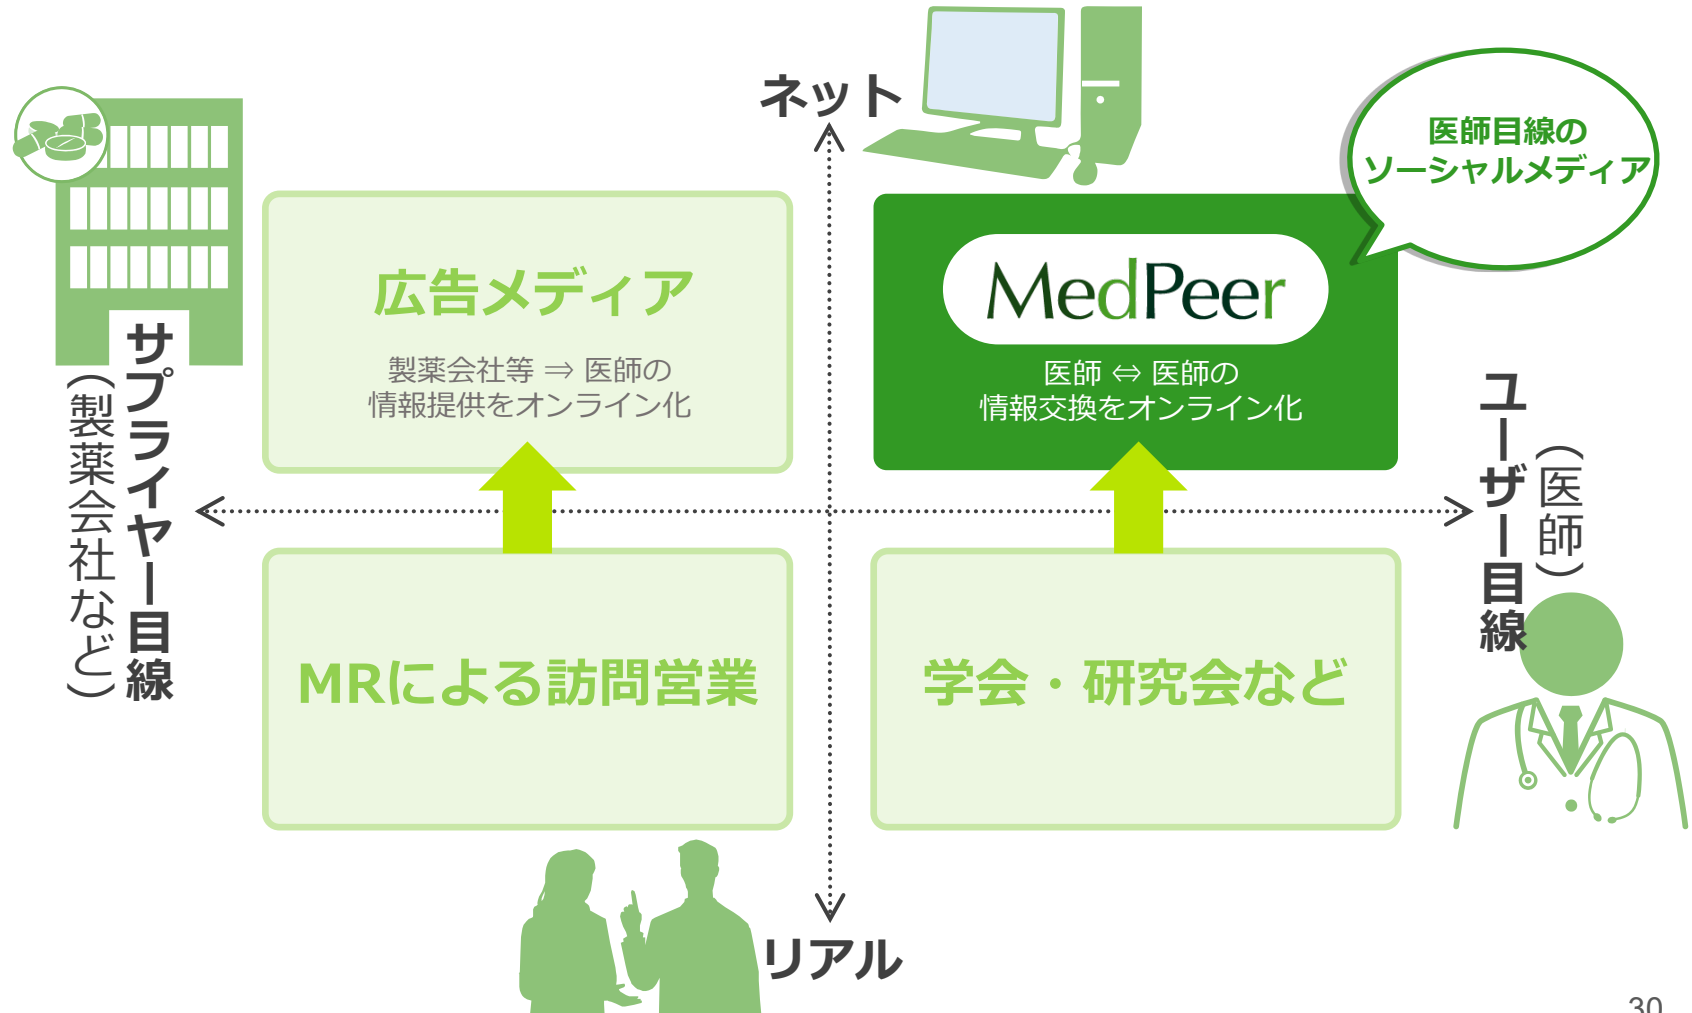 ネット
医師目線の
ソーシャルメディア
広告メディア
製薬会社等 ⇒ 医師の
情報提供をオンライン化
MedPeer
医師 ⇔ 医師の
情報交換をオンライン化
サプライヤー目線
（製薬会社など）
ユーザー目線
（医師）
MRによる訪問営業
学会・研究会など
リアル
30